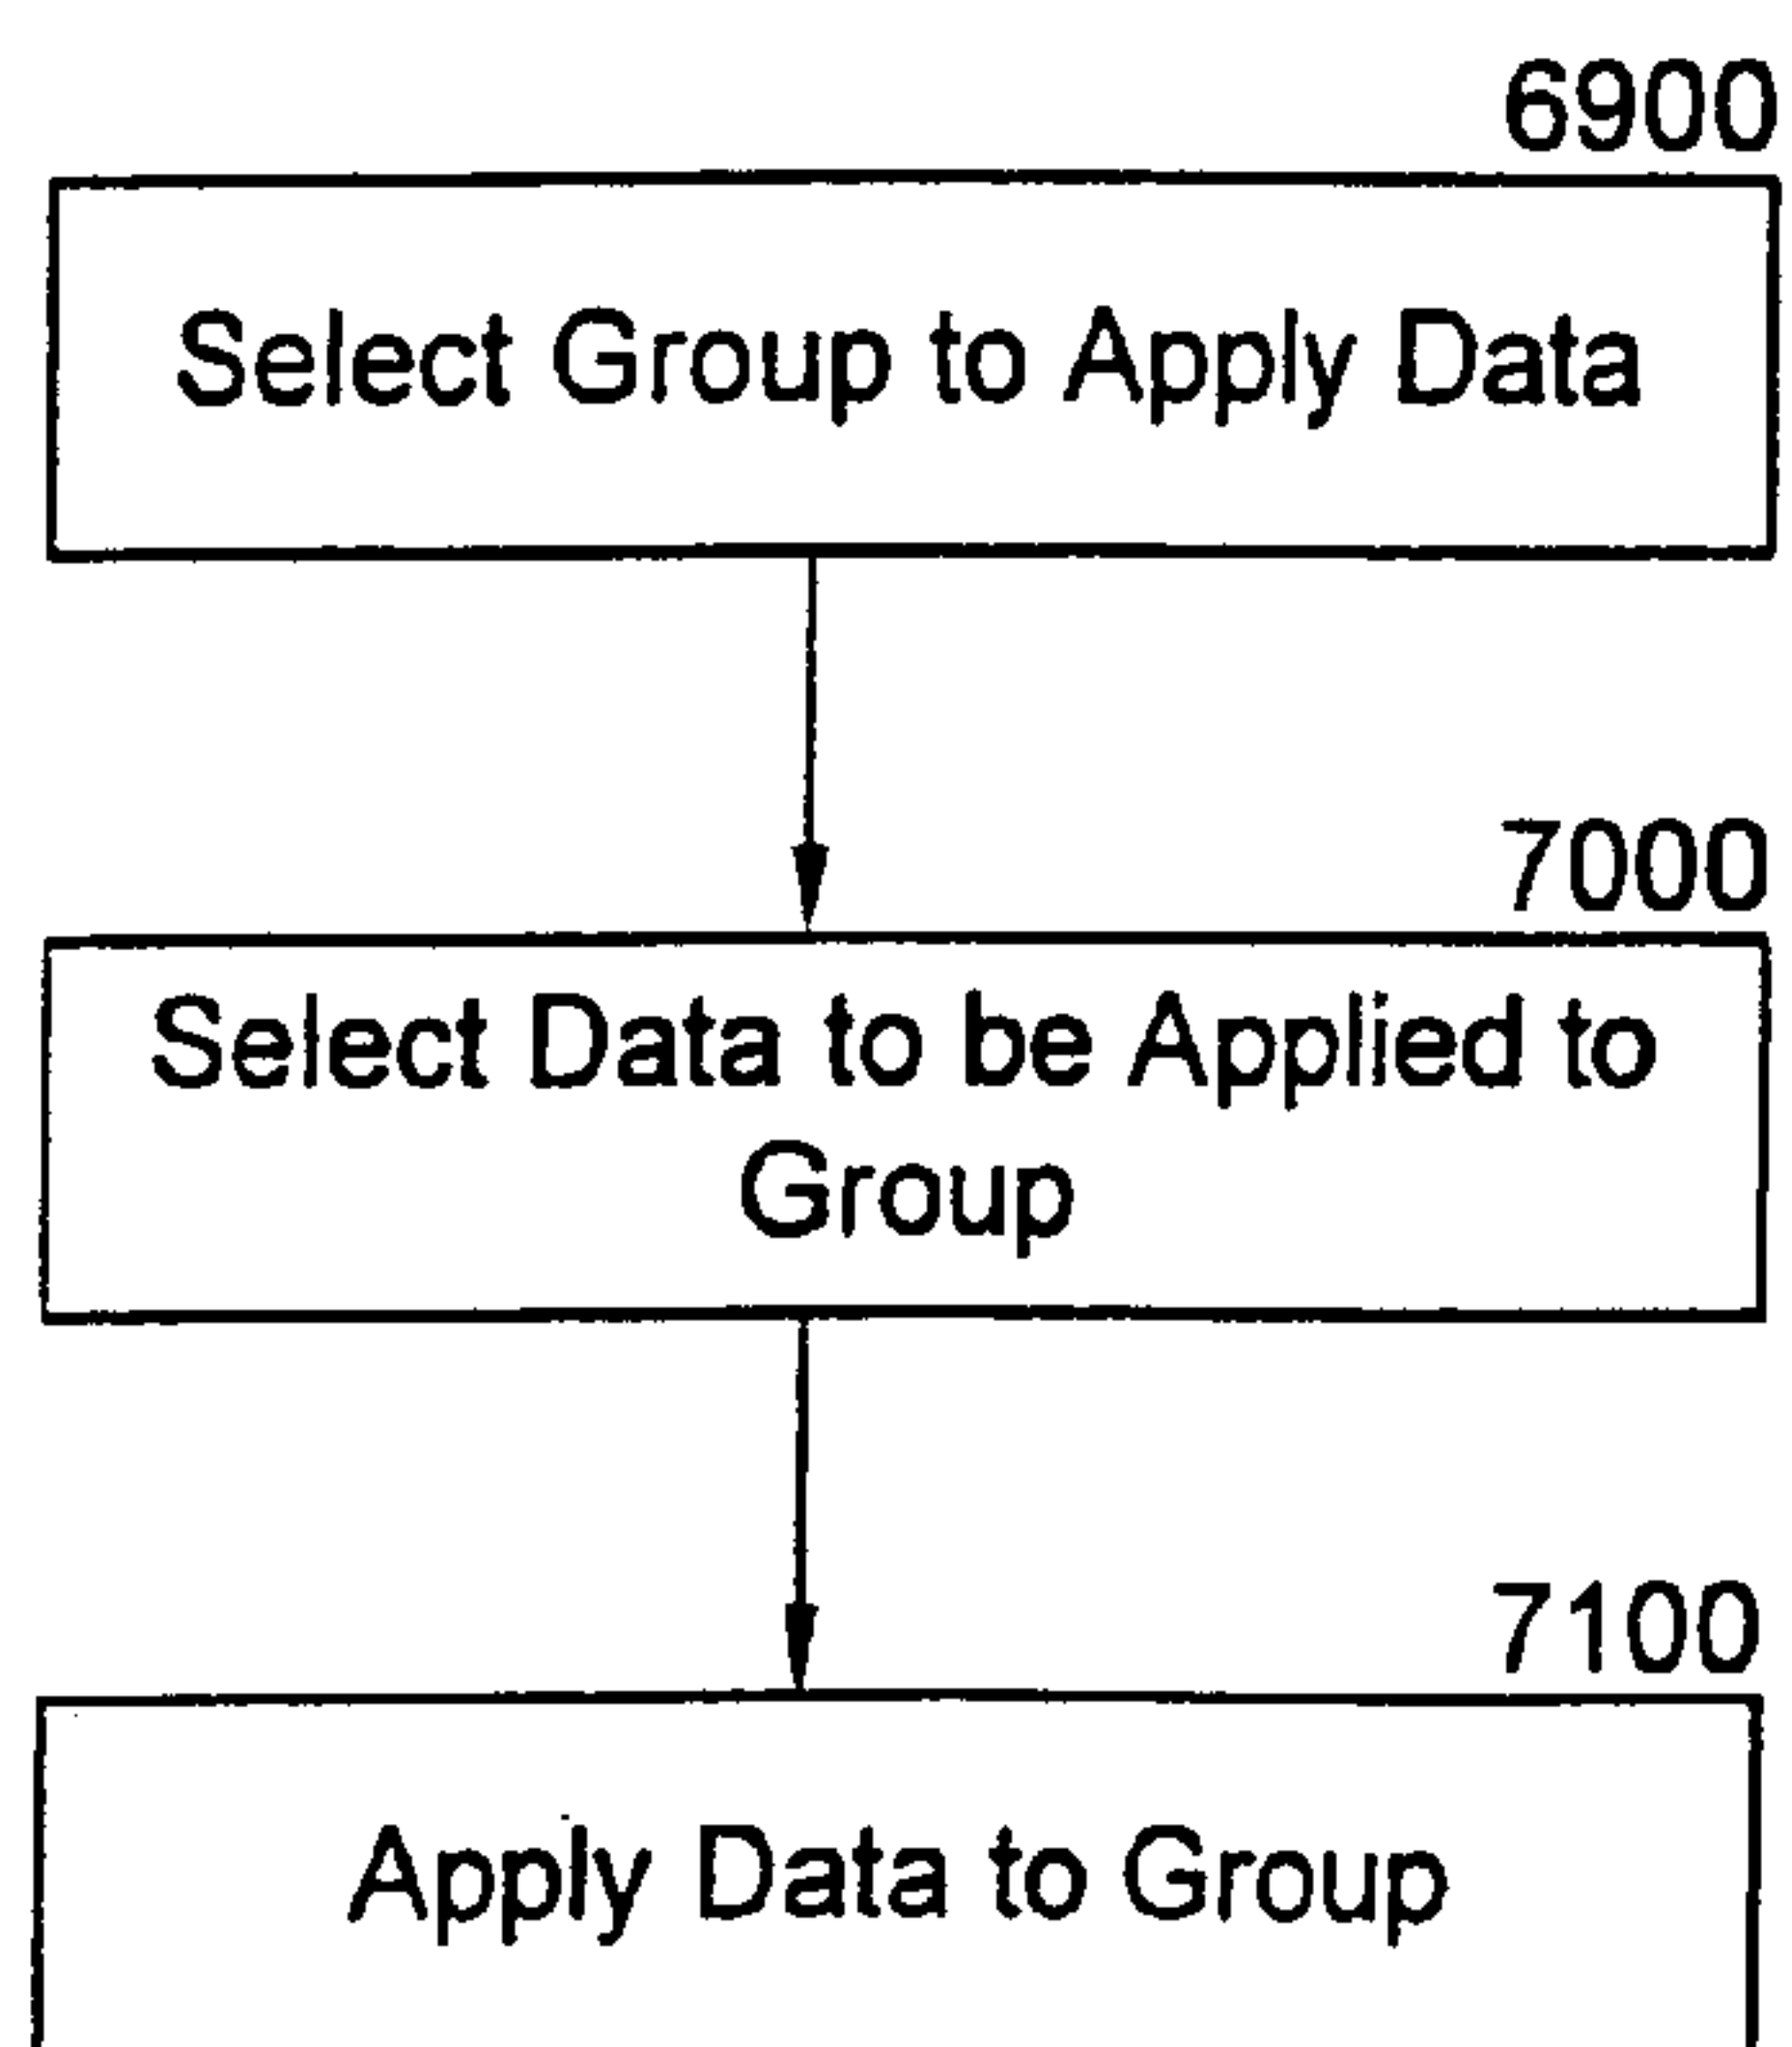 6900
Select Group to Apply Data
7000
Select Data to be Applied to
Group
7100
Apply Data to Group